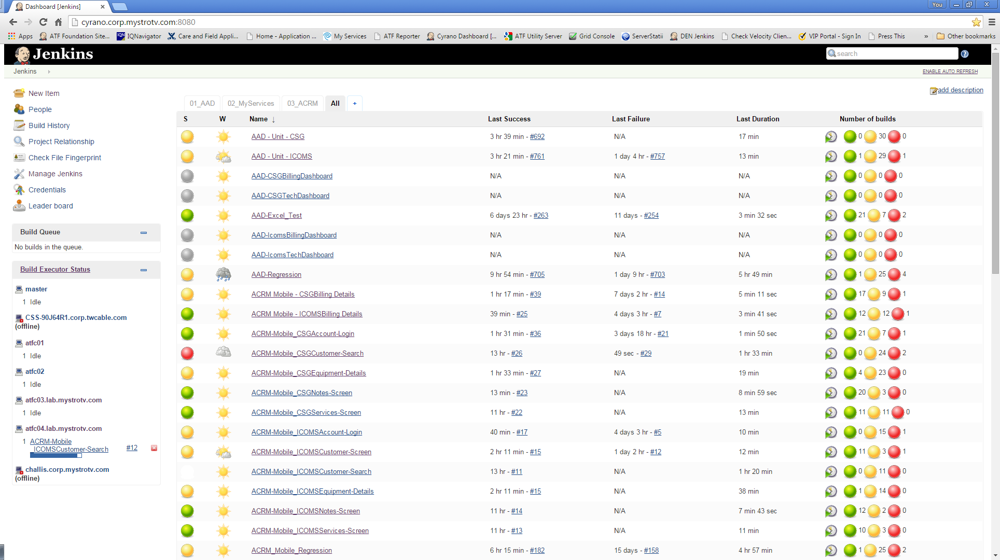 Dashboard [Jenkins]
You
cyrano.corp.mystrotv.com:8080
Apps ATF Foundation Site... IQN IQNavigator Care and Field Appli... Home - Application ... My Services ATF Reporter Cyrano Dashboard [... ATF Utility Server Grid Console ServerStatii DEN Jenkins Check Velocity Clien... VIP Portal - Sign In Press This » Other bookmarks
Jenkins
search
?
Jenkins
ENABLE AUTO REFRESH
add description
New Item
People
Build History
Project Relationship
Check File Fingerprint
Manage Jenkins
Credentials
Leader board
Build Queue
No builds in the queue.
Build Executor Status
master
1 Idle
CSS-90J64R1.corp.twcable.com
(offline)
atfc01
1 Idle
atfc02
1 Idle
atfc03.lab.mystrotv.com
1 Idle
atfc04.lab.mystrotv.com
1 ACRM-Mobile
_ICOMSCustomer-Search #12
challis.corp.mystrotv.com
(offline)
01_AAD 02_MyServices 03_ACRM All +
S W Name ↓ Last Success Last Failure Last Duration Number of builds
AAD - Unit - CSG 3 hr 39 min - #692 N/A 17 min 0 30 0
AAD - Unit - ICOMS 3 hr 21 min - #761 1 day 4 hr - #757 13 min 1 29 1
AAD-CSGBillingDashboard N/A N/A N/A 0 0 0
AAD-CSGTechDashboard N/A N/A N/A 0 0 0
AAD-Excel_Test 6 days 23 hr - #263 11 days - #254 3 min 32 sec 21 7 2
AAD-IcomsBillingDashboard N/A N/A N/A 0 0 0
AAD-IcomsTechDashboard N/A N/A N/A 0 0 0
AAD-Regression 9 hr 54 min - #705 1 day 9 hr - #703 5 hr 49 min 1 25 4
ACRM Mobile - CSGBilling Details 1 hr 17 min - #39 7 days 2 hr - #14 5 min 11 sec 17 9 1
ACRM Mobile - ICOMSBilling Details 39 min - #25 4 days 3 hr - #7 3 min 41 sec 12 12 1
ACRM-Mobile_CSGAccount-Login 1 hr 31 min - #36 3 days 18 hr - #21 1 min 50 sec 21 7 1
ACRM-Mobile_CSGCustomer-Search 13 hr - #26 49 sec - #29 1 hr 33 min 0 24 2
ACRM-Mobile_CSGEquipment-Details 1 hr 33 min - #27 N/A 19 min 4 23 0
ACRM-Mobile_CSGNotes-Screen 13 min - #23 N/A 8 min 59 sec 20 3 0
ACRM-Mobile_CSGServices-Screen 11 hr - #22 N/A 13 min 11 11 0
ACRM-Mobile_ICOMSAccount-Login 40 min - #17 4 days 3 hr - #5 10 min 0 15 1
ACRM-Mobile_ICOMSCustomer-Screen 2 hr 11 min - #15 1 day 2 hr - #12 12 min 11 3 1
ACRM-Mobile_ICOMSCustomer-Search 13 hr - #11 N/A 1 hr 20 min 0 11 0
ACRM-Mobile_ICOMSEquipment-Details 2 hr 11 min - #15 N/A 38 min 1 14 0
ACRM-Mobile_ICOMSNotes-Screen 11 hr - #14 N/A 7 min 43 sec 12 2 0
ACRM-Mobile_ICOMSServices-Screen 11 hr - #13 N/A 11 min 10 3 0
ACRM_Mobile_Regression 6 hr 15 min - #182 15 days - #158 4 hr 57 min 1 25 2